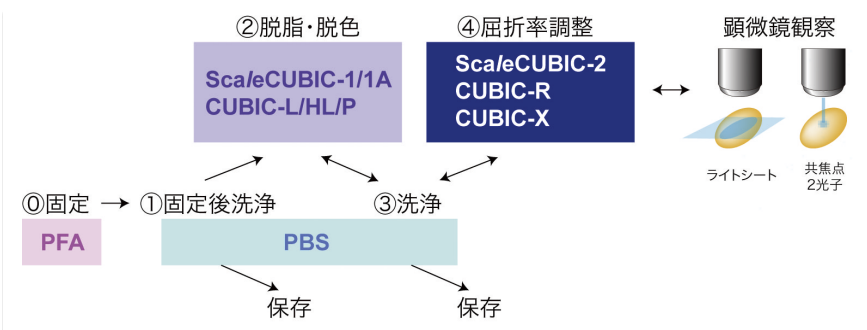 ②脱脂・脱色
④屈折率調整
顕微鏡観察
ScaleCUBIC-1/1A
CUBIC-L/HL/P
ScaleCUBIC-2
CUBIC-R
CUBIC-X
ライトシート
共焦点
2光子
⓪固定
①固定後洗浄
③洗浄
PFA
PBS
保存
保存